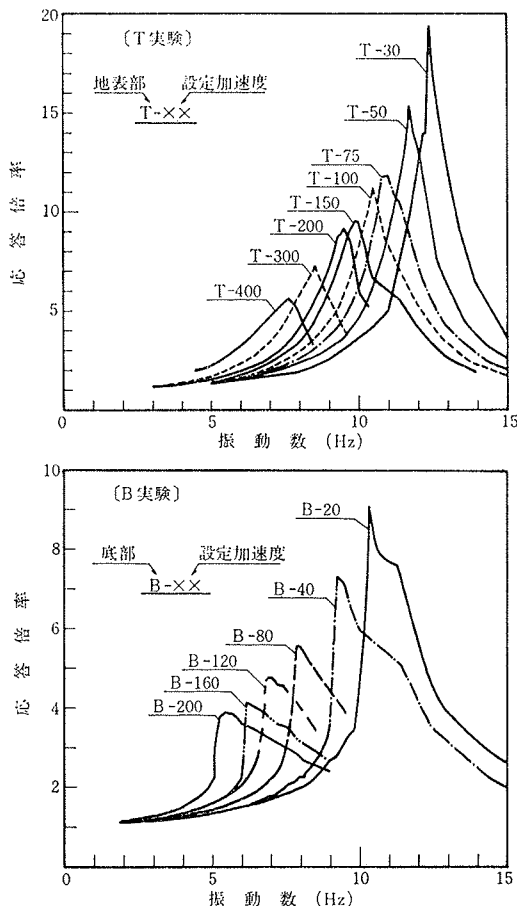 20
〔T実験〕
地表部 設定加速度
T-××
T-30
T-50
T-75
T-100
T-150
T-200
T-300
T-400
15
10
5
応答倍率
5 10 15
振動数(Hz)
10
〔B実験〕
底部 設定加速度
B-××
B-20
B-40
B-80
B-120
B-160
B-200
8
6
4
2
応答倍率
0 5 10 15
振動数(Hz)
0